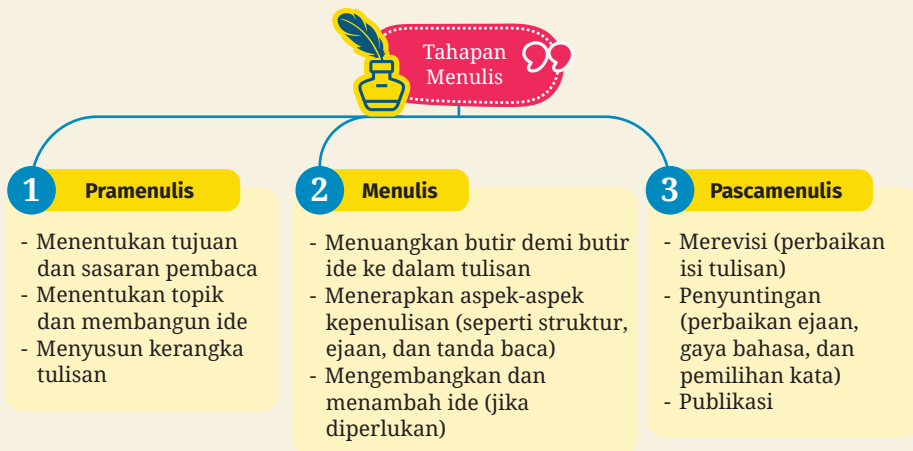 Tahapan
Menulis
1
Pramenulis
- Menentukan tujuan
dan sasaran pembaca
- Menentukan topik
dan membangun ide
- Menyusun kerangka
tulisan
2
Menulis
- Menuangkan butir demi butir
ide ke dalam tulisan
- Menerapkan aspek-aspek
kepenulisan (seperti struktur,
ejaan, dan tanda baca)
- Mengembangkan dan
menambah ide (jika
diperlukan)
3
Pascamenulis
- Merevisi (perbaikan
isi tulisan)
- Penyuntingan
(perbaikan ejaan,
gaya bahasa, dan
pemilihan kata)
- Publikasi